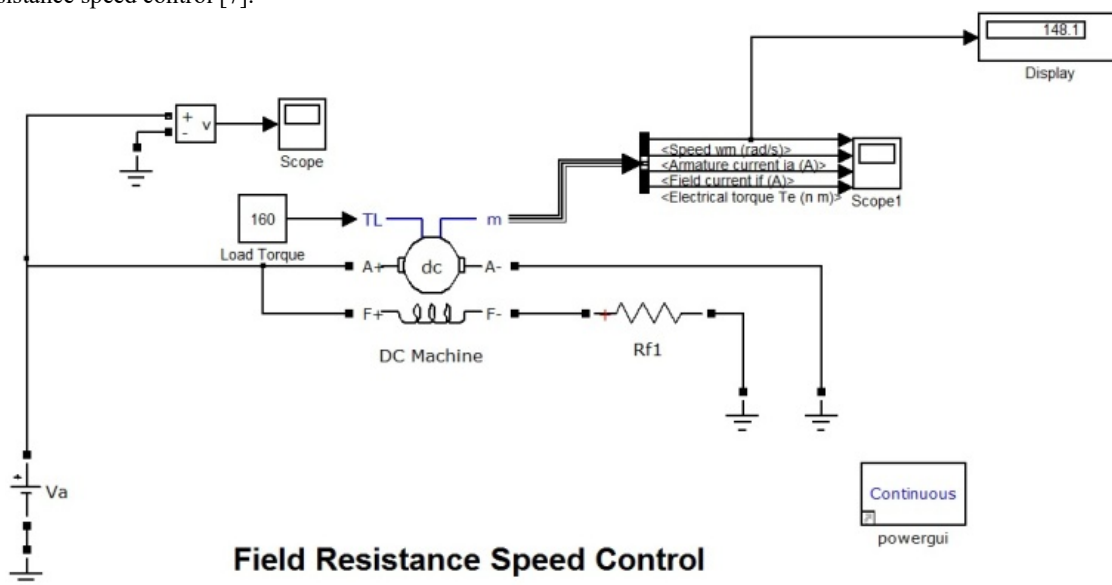 sistance speed control [7].
148.1
Display
+
-
v
Scope
<Speed wm (rad/s)>
<Armature current ia (A)>
<Field current if (A)>
<Electrical torque Te (n m)>
Scope1
160
Load Torque
TL
m
A+
dc
A-
F+
F-
DC Machine
+
Rf1
+
Va
Continuous
powergui
Field Resistance Speed Control